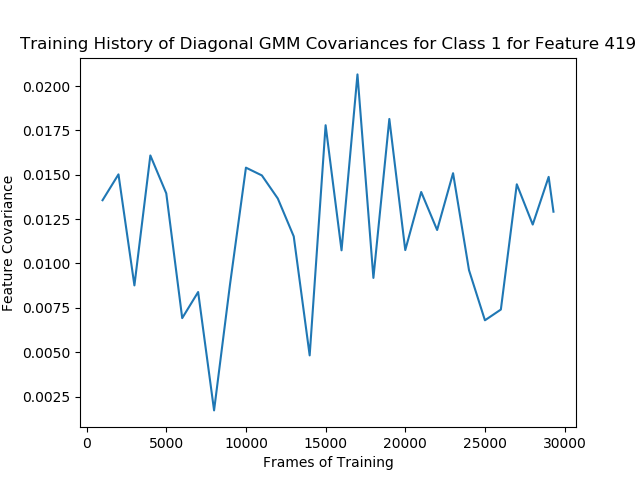 Training History of Diagonal GMM Covariances for Class 1 for Feature 419
0.0200
0.0175
0.0150
0.0125
0.0100
0.0075
0.0050
0.0025
Feature Covariance
0 5000 10000 15000 20000 25000 30000
Frames of Training